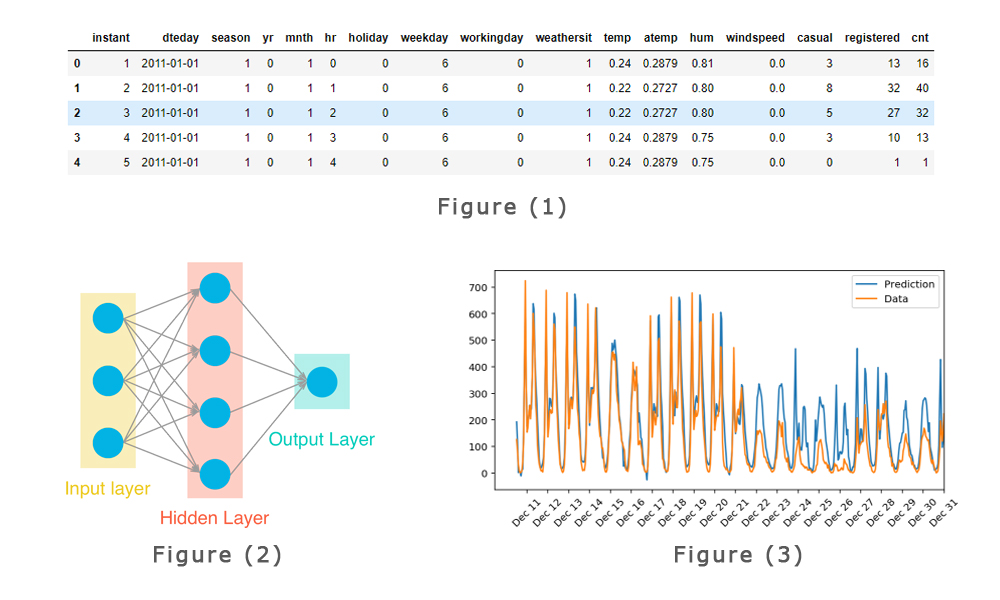 instant dteday season yr mnth hr holiday weekday workingday weathersit temp atemp hum windspeed casual registered cnt
0 1 2011-01-01 1 0 1 0 0 6 0 1 0.24 0.2879 0.81 0.0 3 13 16
1 2 2011-01-01 1 0 1 1 0 6 0 1 0.22 0.2727 0.80 0.0 8 32 40
2 3 2011-01-01 1 0 1 2 0 6 0 1 0.22 0.2727 0.80 0.0 5 27 32
3 4 2011-01-01 1 0 1 3 0 6 0 1 0.24 0.2879 0.75 0.0 3 10 13
4 5 2011-01-01 1 0 1 4 0 6 0 1 0.24 0.2879 0.75 0.0 0 1 1
Figure (1)
Input layer
Hidden Layer
Output Layer
Figure (2)
Prediction
Data
700
600
500
400
300
200
100
0
Dec 11 Dec 12 Dec 13 Dec 14 Dec 15 Dec 16 Dec 17 Dec 18 Dec 19 Dec 20 Dec 21 Dec 22 Dec 23 Dec 24 Dec 25 Dec 26 Dec 27 Dec 28 Dec 29 Dec 30 Dec 31
Figure (3)